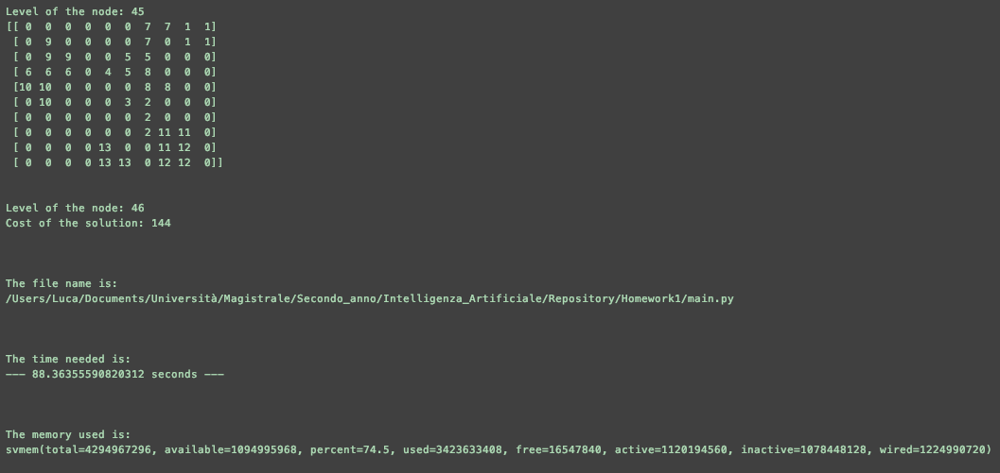 Level of the node: 45
[[ 0  0  0  0  0  0  7  7  1  1]
 [ 0  9  0  0  0  0  7  0  1  1]
 [ 0  9  9  0  0  5  5  0  0  0]
 [ 6  6  6  0  4  5  8  0  0  0]
 [10 10  0  0  0  0  8  8  0  0]
 [ 0 10  0  0  0  3  2  0  0  0]
 [ 0  0  0  0  0  0  2  0  0  0]
 [ 0  0  0  0  0  0  2 11 11  0]
 [ 0  0  0  0 13  0  0 11 12  0]
 [ 0  0  0  0 13 13  0 12 12  0]]
Level of the node: 46
Cost of the solution: 144
The file name is:
/Users/Luca/Documents/Università/Magistrale/Secondo_anno/Intelligenza_Artificiale/Repository/Homework1/main.py
The time needed is:
--- 88.36355590820312 seconds ---
The memory used is:
svmem(total=4294967296, available=1094995968, percent=74.5, used=3423633408, free=16547840, active=1120194560, inactive=1078448128, wired=1224990720)